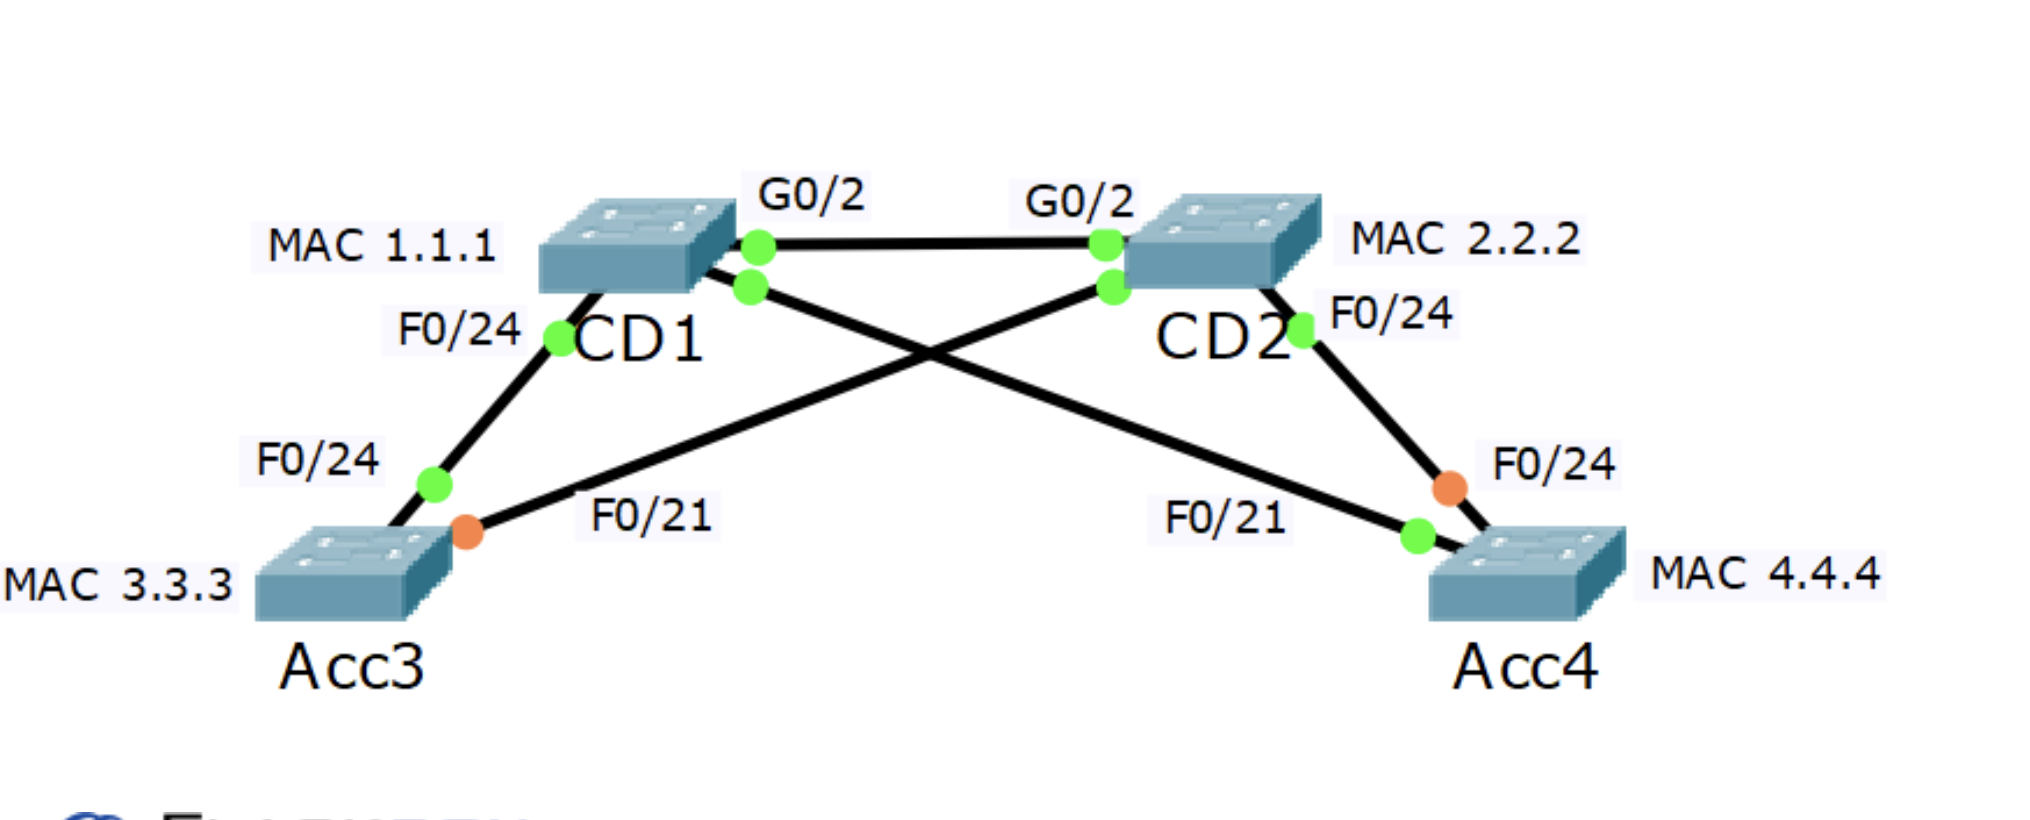 G0/2
G0/2
MAC 1.1.1
MAC 2.2.2
F0/24
CD1
CD2
F0/24
F0/24
F0/24
F0/21
F0/21
MAC 3.3.3
MAC 4.4.4
Acc3
Acc4